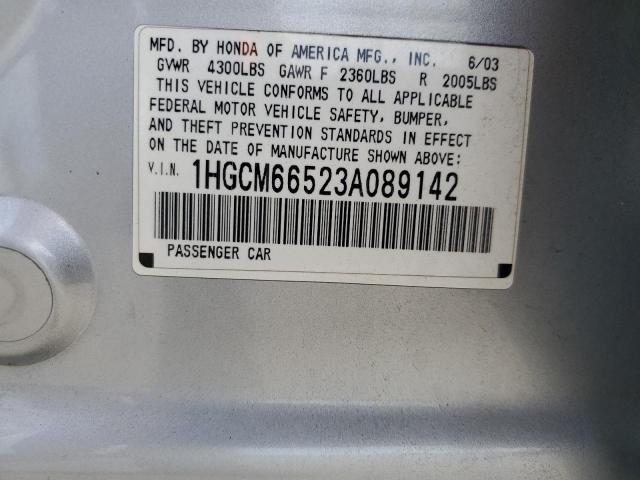 MFD. BY HONDA OF AMERICA MFG., INC. 6/03
GVWR 4300LBS GAWR F 2360LBS R 2005LBS
THIS VEHICLE CONFORMS TO ALL APPLICABLE
FEDERAL MOTOR VEHICLE SAFETY, BUMPER,
AND THEFT PREVENTION STANDARDS IN EFFECT
ON THE DATE OF MANUFACTURE SHOWN ABOVE:
V.I.N. 1HGCM66523A089142
PASSENGER CAR